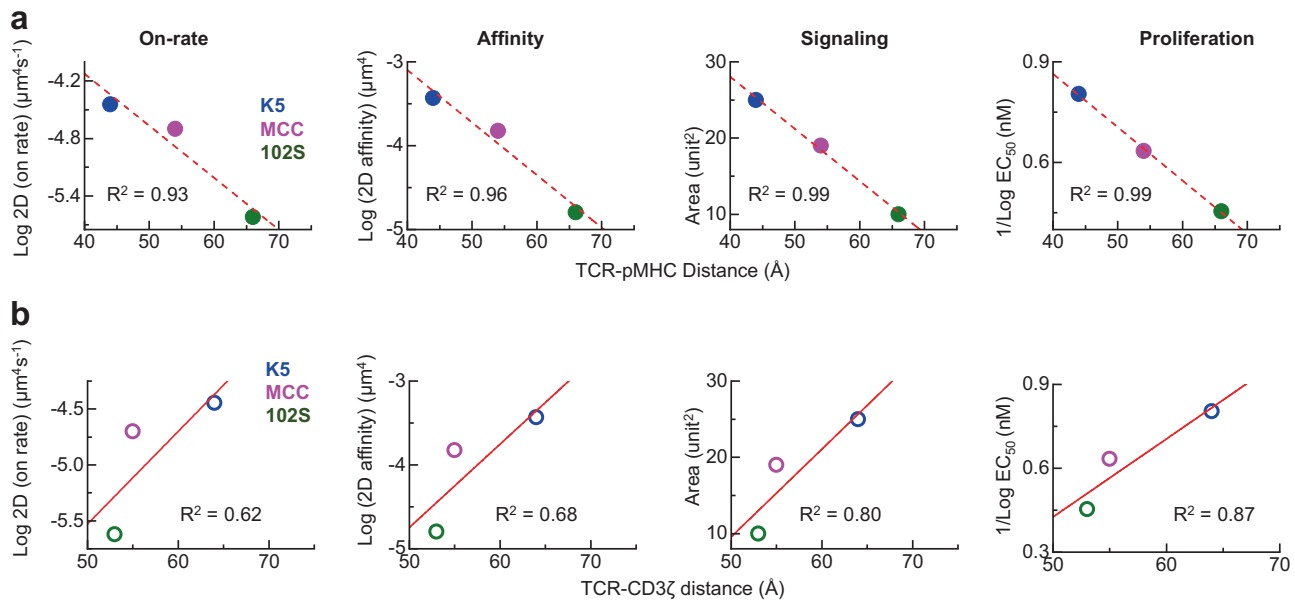 a
On-rate
Affinity
Signaling
Proliferation
Log 2D (on rate) (μm⁴s⁻¹)
-4.2
-4.8
-5.4
K5
MCC
102S
R² = 0.93
40 50 60 70
Log (2D affinity) (μm⁴)
-3
-4
-5
R² = 0.96
40 50 60 70
Area (unit²)
30
20
10
R² = 0.99
40 50 60 70
1/Log EC₅₀ (nM)
0.9
0.6
R² = 0.99
40 50 60 70
TCR-pMHC Distance (Å)
b
Log 2D (on rate) (μm⁴s⁻¹)
-4.5
-5.0
-5.5
K5
MCC
102S
R² = 0.62
50 60 70
Log (2D affinity) (μm⁴)
-3
-4
-5
R² = 0.68
50 60 70
Area (unit²)
30
20
10
R² = 0.80
50 60 70
1/Log EC₅₀ (nM)
0.9
0.6
0.3
R² = 0.87
50 60 70
TCR-CD3ζ distance (Å)